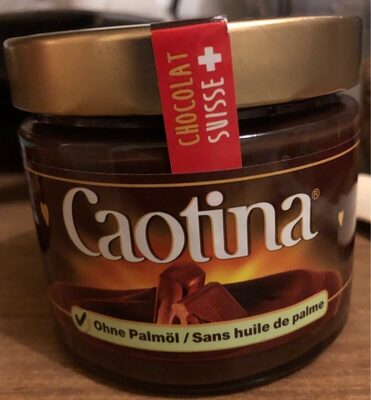 CHOCOLAT
SUISSE
Caotina®
Ohne Palmöl / Sans huile de palme